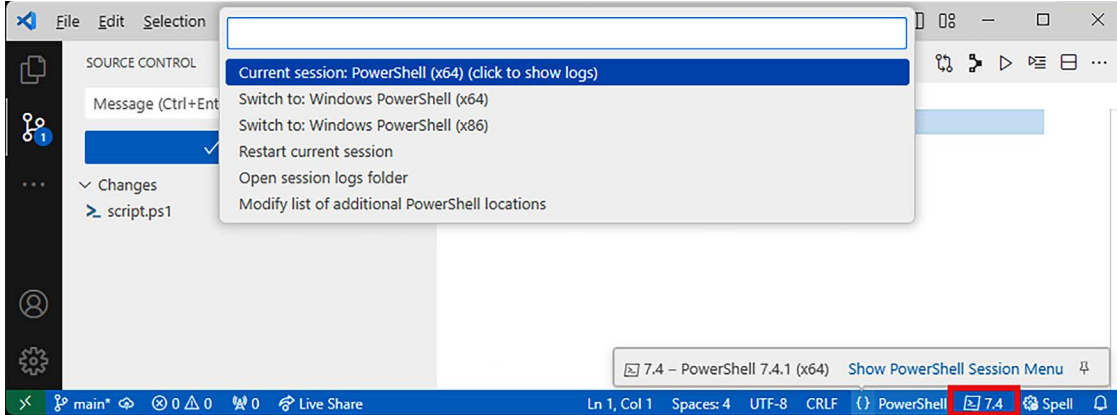 File Edit Selection
SOURCE CONTROL
Message (Ctrl+Ent
1
Changes
script.ps1
Current session: PowerShell (x64) (click to show logs)
Switch to: Windows PowerShell (x64)
Switch to: Windows PowerShell (x86)
Restart current session
Open session logs folder
Modify list of additional PowerShell locations
7.4 – PowerShell 7.4.1 (x64) Show PowerShell Session Menu
main* 0 0 0 Live Share Ln 1, Col 1 Spaces: 4 UTF-8 CRLF {} PowerShell 7.4 Spell